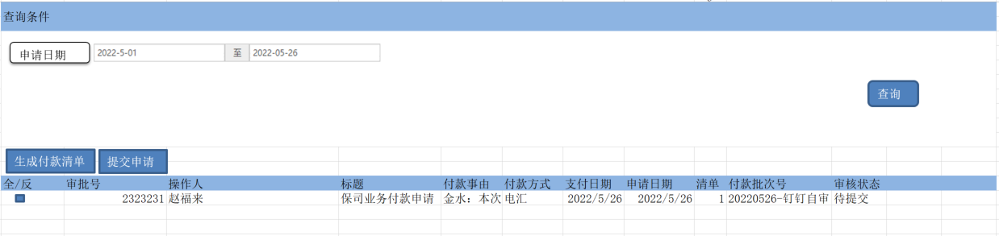 查询条件
申请日期 2022-5-01 至 2022-05-26
查询
生成付款清单 提交申请
全/反 审批号 操作人 标题 付款事由 付款方式 支付日期 申请日期 清单 付款批次号 审核状态
2323231 赵福来 保司业务付款申请 金水：本次 电汇 2022/5/26 2022/5/26 1 20220526-钉钉自审 待提交